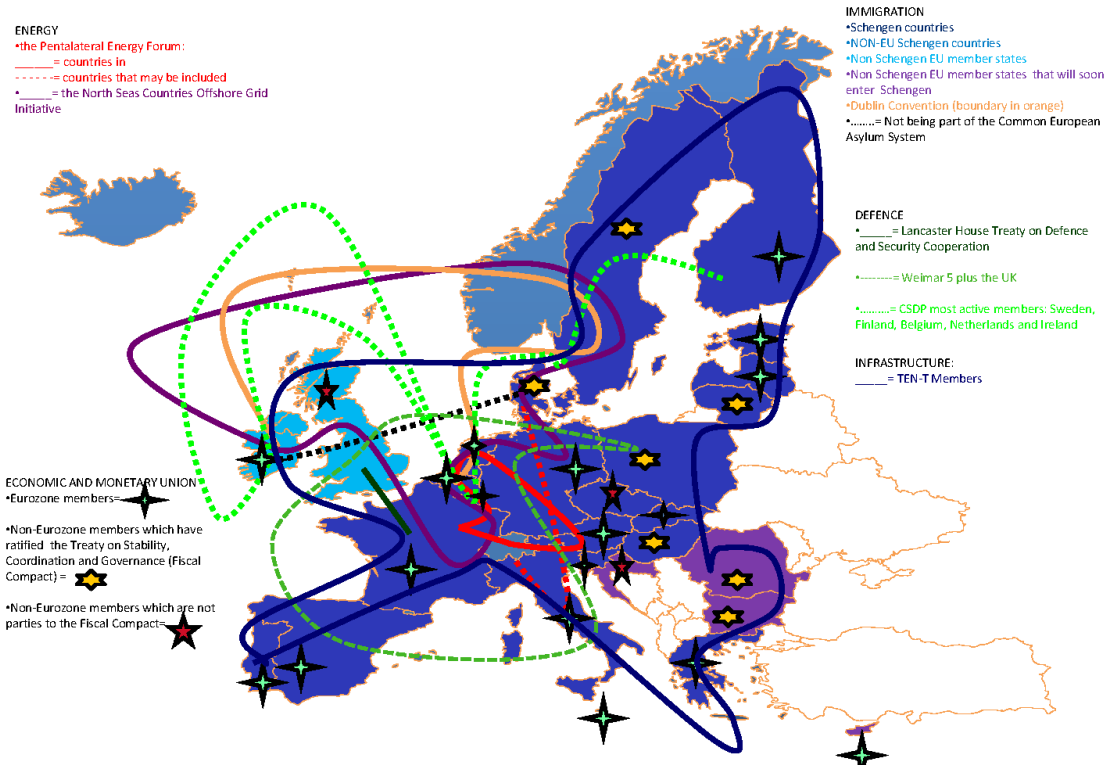 ENERGY
•the Pentalateral Energy Forum:
______= countries in
-------= countries that may be included
•_____= the North Seas Countries Offshore Grid
Initiative
IMMIGRATION
•Schengen countries
•NON-EU Schengen countries
•Non Schengen EU member states
•Non Schengen EU member states that will soon
enter Schengen
•Dublin Convention (boundary in orange)
•........= Not being part of the Common European
Asylum System
DEFENCE
•_____= Lancaster House Treaty on Defence
and Security Cooperation
•--------= Weimar 5 plus the UK
•.........= CSDP most active members: Sweden,
Finland, Belgium, Netherlands and Ireland
INFRASTRUCTURE:
_____= TEN-T Members
ECONOMIC AND MONETARY UNION
•Eurozone members=
•Non-Eurozone members which have
ratified the Treaty on Stability,
Coordination and Governance (Fiscal
Compact) =
•Non-Eurozone members which are not
parties to the Fiscal Compact=